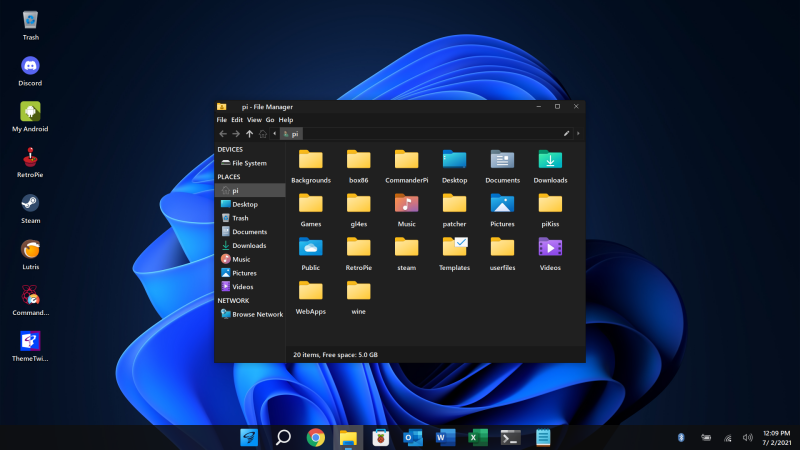 Trash
Discord
My Android
RetroPie
Steam
Lutris
Command...
ThemeTwi...
pi - File Manager
File Edit View Go Help
pi
DEVICES
File System
PLACES
pi
Desktop
Trash
Documents
Downloads
Music
Pictures
Videos
NETWORK
Browse Network
Backgrounds box86 CommanderPi Desktop Documents Downloads
Games gl4es Music patcher Pictures piKiss
Public RetroPie steam Templates userfiles Videos
WebApps wine
20 items, Free space: 5.0 GB
12:09 PM
7/ 2/2021